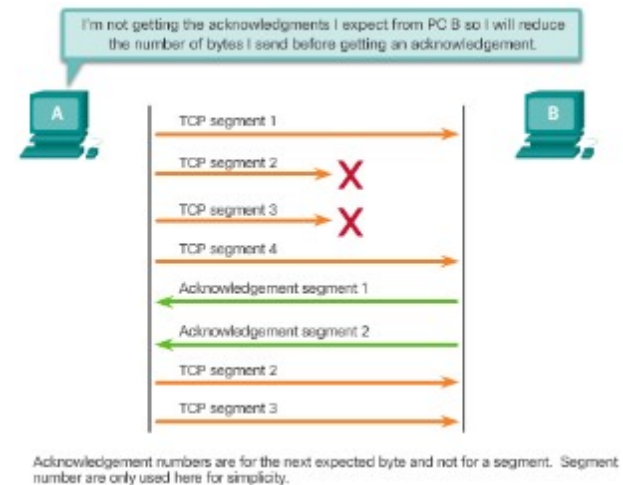 I'm not getting the acknowledgments I expect from PC B so I will reduce
the number of bytes I send before getting an acknowledgement.
A
B
TCP segment 1
TCP segment 2
X
TCP segment 3
X
TCP segment 4
Acknowledgement segment 1
Acknowledgement segment 2
TCP segment 2
TCP segment 3
Acknowledgement numbers are for the next expected byte and not for a segment. Segment
number are only used here for simplicity.